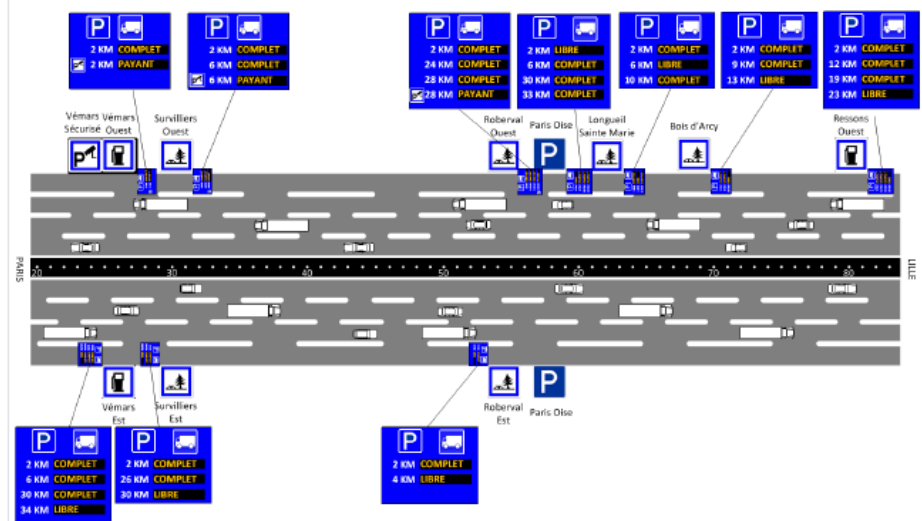 P
2 KM COMPLET
2 KM PAYANT
P
2 KM COMPLET
6 KM COMPLET
6 KM PAYANT
P
2 KM COMPLET
24 KM COMPLET
28 KM COMPLET
28 KM PAYANT
P
2 KM LIBRE
6 KM COMPLET
30 KM COMPLET
33 KM COMPLET
P
2 KM COMPLET
6 KM LIBRE
10 KM COMPLET
P
2 KM COMPLET
9 KM COMPLET
13 KM LIBRE
P
2 KM COMPLET
12 KM COMPLET
19 KM COMPLET
23 KM LIBRE
Vémars Sécurisé
Vémars Ouest
Survilliers Ouest
Roberval Ouest
Paris Oise
Longueil Sainte Marie
Bois d'Arcy
Ressons Ouest
P
P
PARIS
20 30 40 50 60 70 80
LILLE
Vémars Est
Survilliers Est
Roberval Est
P
Paris Oise
P
2 KM COMPLET
6 KM COMPLET
30 KM COMPLET
34 KM LIBRE
P
2 KM COMPLET
26 KM COMPLET
30 KM LIBRE
P
2 KM COMPLET
4 KM LIBRE